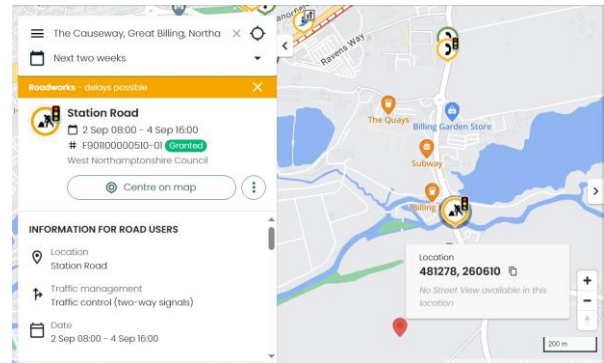 The Causeway, Great Billing, Northa
Next two weeks
Roadworks - delays possible
Station Road
2 Sep 08:00 - 4 Sep 16:00
# F901100000510-01 Granted
West Northamptonshire Council
Centre on map
INFORMATION FOR ROAD USERS
Location
Station Road
Traffic management
Traffic control (two-way signals)
Date
2 Sep 08:00 - 4 Sep 16:00
Ravens Way
The Quays
Billing Garden Store
Subway
Billing
Location
481278, 260610
No Street View available in this
location
+
−
200 m